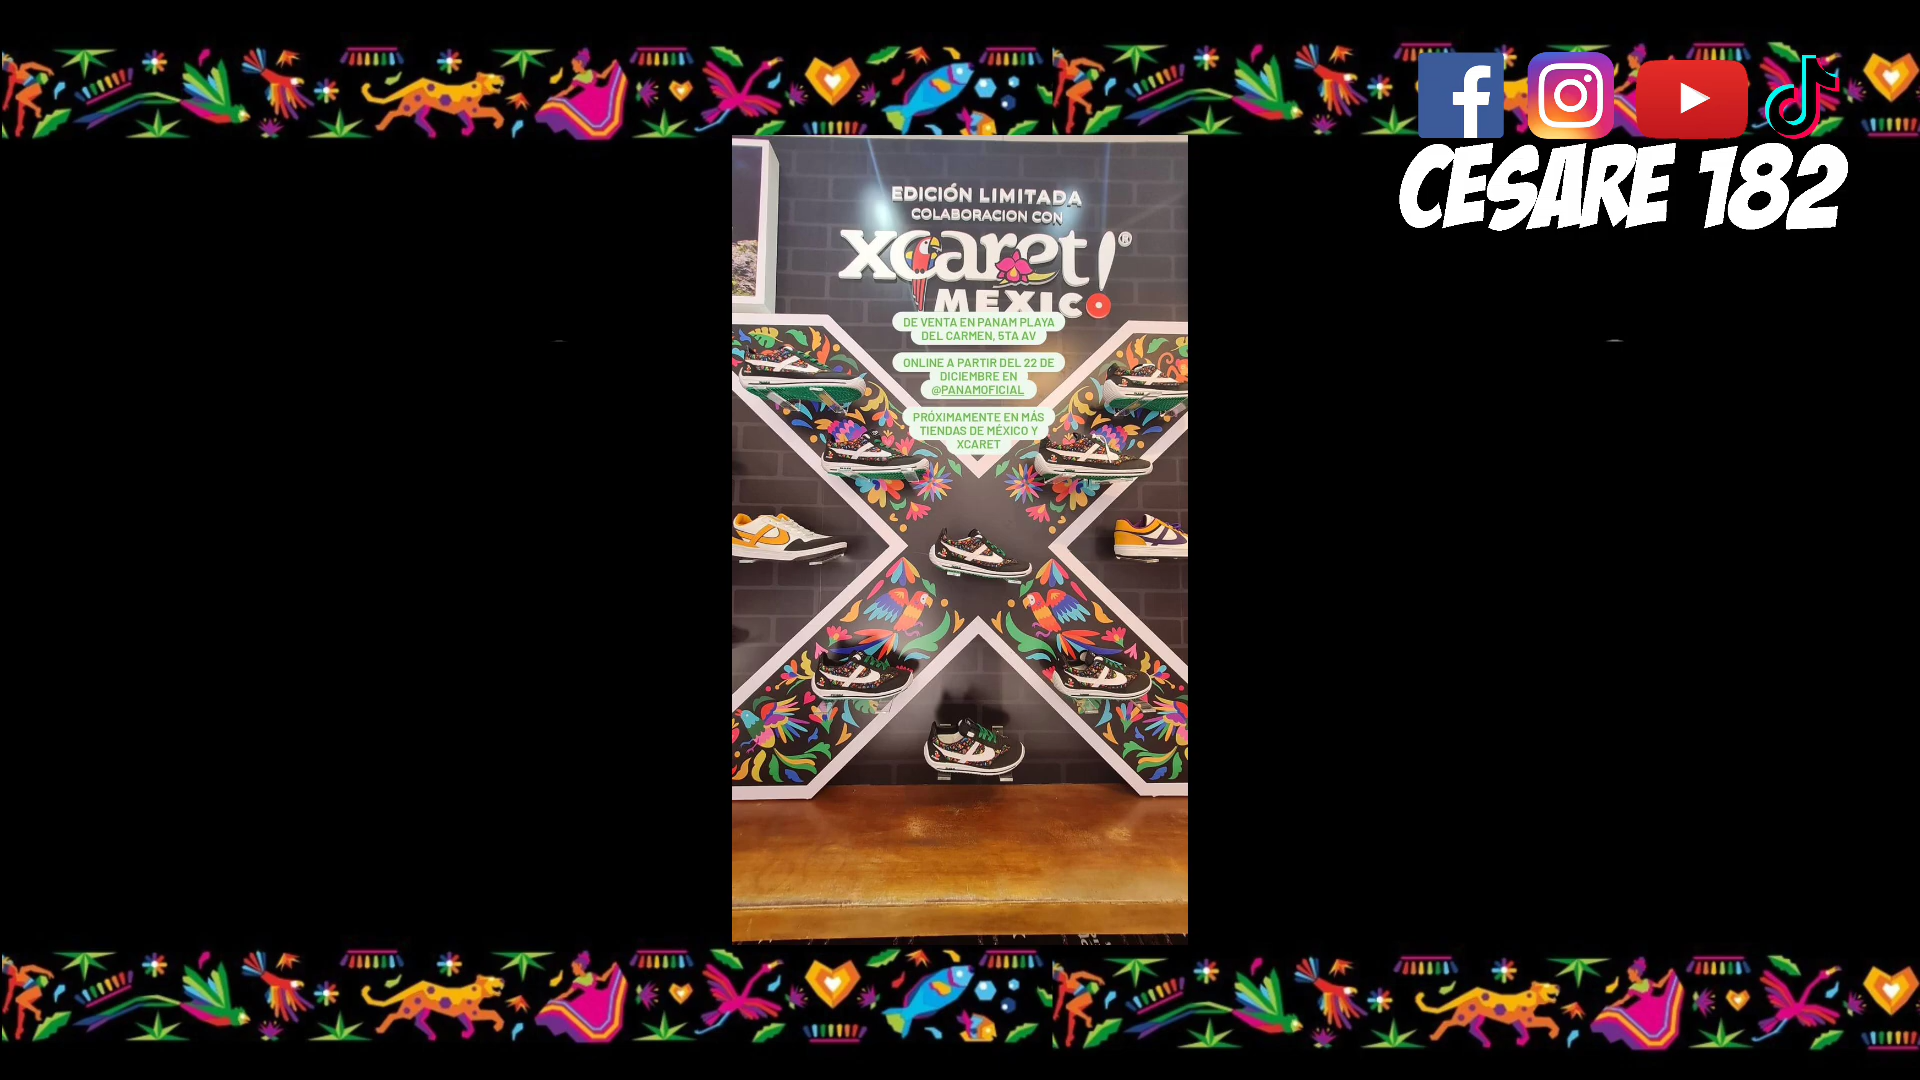 CESARE 182
EDICIÓN LIMITADA
COLABORACION CON
xcaret!®
MEXICO
DE VENTA EN PANAM PLAYA
DEL CARMEN, 5TA AV
ONLINE A PARTIR DEL 22 DE
DICIEMBRE EN
@PANAMOFICIAL
PRÓXIMAMENTE EN MÁS
TIENDAS DE MÉXICO Y
XCARET